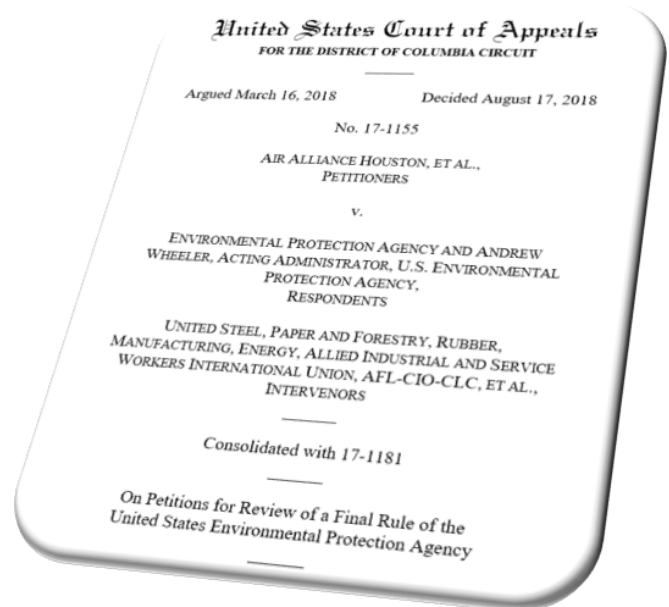 United States Court of Appeals
FOR THE DISTRICT OF COLUMBIA CIRCUIT
Argued March 16, 2018 Decided August 17, 2018
No. 17-1155
AIR ALLIANCE HOUSTON, ET AL.,
PETITIONERS
v.
ENVIRONMENTAL PROTECTION AGENCY AND ANDREW
WHEELER, ACTING ADMINISTRATOR, U.S. ENVIRONMENTAL
PROTECTION AGENCY,
RESPONDENTS
UNITED STEEL, PAPER AND FORESTRY, RUBBER,
MANUFACTURING, ENERGY, ALLIED INDUSTRIAL AND SERVICE
WORKERS INTERNATIONAL UNION, AFL-CIO-CLC, ET AL.,
INTERVENORS
Consolidated with 17-1181
On Petitions for Review of a Final Rule of the
United States Environmental Protection Agency